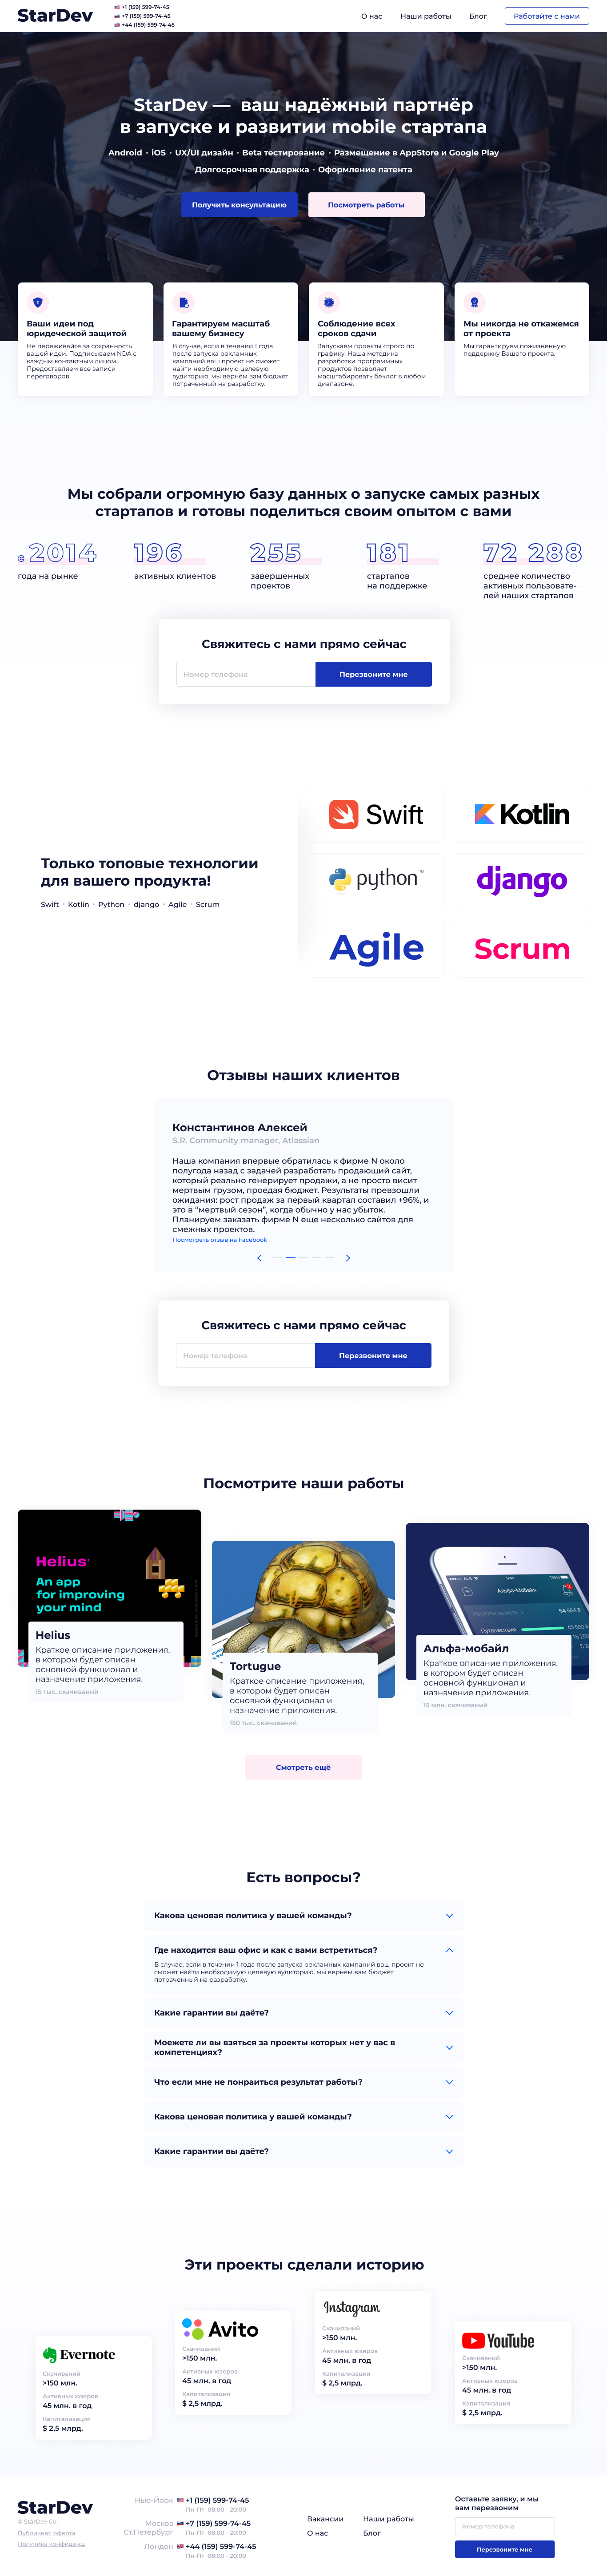 StarDev
+1 (159) 599-74-45
+7 (159) 599-74-45
+44 (159) 599-74-45
О нас
Наши работы
Блог
Работайте с нами
StarDev — ваш надёжный партнёр
в запуске и развитии mobile стартапа
Android · iOS · UX/UI дизайн · Beta тестирование · Размещение в AppStore и Google Play
Долгосрочная поддержка · Оформление патента
Получить консультацию
Посмотреть работы
Ваши идеи под
юридеческой защитой
Не переживайте за сохранность
вашей идеи. Подписываем NDA с
каждым контактным лицом.
Предоставляем все записи
переговоров.
Гарантируем масштаб
вашему бизнесу
В случае, если в течении 1 года
после запуска рекламных
кампаний ваш проект не сможет
найти необходимую целевую
аудиторию, мы вернём вам бюджет
потраченный на разработку.
Соблюдение всех
сроков сдачи
Запускаем проекты строго по
графику. Наша методика
разработки программных
продуктов позволяет
масштабировать беклог в любом
диапазоне.
Мы никогда не откажемся
от проекта
Мы гарантируем пожизненную
поддержку Вашего проекта.
Мы собрали огромную базу данных о запуске самых разных
стартапов и готовы поделиться своим опытом с вами
с 2014
года на рынке
196
активных клиентов
255
завершенных
проектов
181
стартапов
на поддержке
72 288
среднее количество
активных пользовате-
лей наших стартапов
Свяжитесь с нами прямо сейчас
Номер телефона
Перезвоните мне
Только топовые технологии
для вашего продукта!
Swift · Kotlin · Python · django · Agile · Scrum
Swift
Kotlin
python™
django
Agile
Scrum
Отзывы наших клиентов
Константинов Алексей
S.R. Community manager, Atlassian
Наша компания впервые обратилась к фирме N около
полугода назад с задачей разработать продающий сайт,
который реально генерирует продажи, а не просто висит
мертвым грузом, проедая бюджет. Результаты превзошли
ожидания: рост продаж за первый квартал составил +96%, и
это в "мертвый сезон", когда обычно у нас убыток.
Планируем заказать фирме N еще несколько сайтов для
смежных проектов.
Посмотреть отзыв на Facebook
Свяжитесь с нами прямо сейчас
Номер телефона
Перезвоните мне
Посмотрите наши работы
Helius
An app
for improving
your mind
Helius
Краткое описание приложения,
в котором будет описан
основной функционал и
назначение приложения.
15 тыс. скачиваний
Tortugue
Краткое описание приложения,
в котором будет описан
основной функционал и
назначение приложения.
150 тыс. скачиваний
Альфа-мобайл
Краткое описание приложения,
в котором будет описан
основной функционал и
назначение приложения.
15 млн. скачиваний
Смотреть ещё
Есть вопросы?
Какова ценовая политика у вашей команды?
Где находится ваш офис и как с вами встретиться?
В случае, если в течении 1 года после запуска рекламных кампаний ваш проект не
сможет найти необходимую целевую аудиторию, мы вернём вам бюджет
потраченный на разработку.
Какие гарантии вы даёте?
Моежете ли вы взяться за проекты которых нет у вас в
компетенциях?
Что если мне не понраиться результат работы?
Какова ценовая политика у вашей команды?
Какие гарантии вы даёте?
Эти проекты сделали историю
Evernote
Скачиваний
>150 млн.
Активных юзеров
45 млн. в год
Капитализация
$ 2,5 млрд.
Avito
Скачиваний
>150 млн.
Активных юзеров
45 млн. в год
Капитализация
$ 2,5 млрд.
Instagram
Скачиваний
>150 млн.
Активных юзеров
45 млн. в год
Капитализация
$ 2,5 млрд.
YouTube
Скачиваний
>150 млн.
Активных юзеров
45 млн. в год
Капитализация
$ 2,5 млрд.
StarDev
© StarDev Co.
Публичная оферта
Политика конфиденц.
Нью-Йорк +1 (159) 599-74-45
Пн-Пт 08:00 - 20:00
Москва +7 (159) 599-74-45
Ст.Петербург Пн-Пт 08:00 - 20:00
Лондон +44 (159) 599-74-45
Пн-Пт 08:00 - 20:00
Вакансии
О нас
Наши работы
Блог
Оставьте заявку, и мы
вам перезвоним
Номер телефона
Перезвоните мне